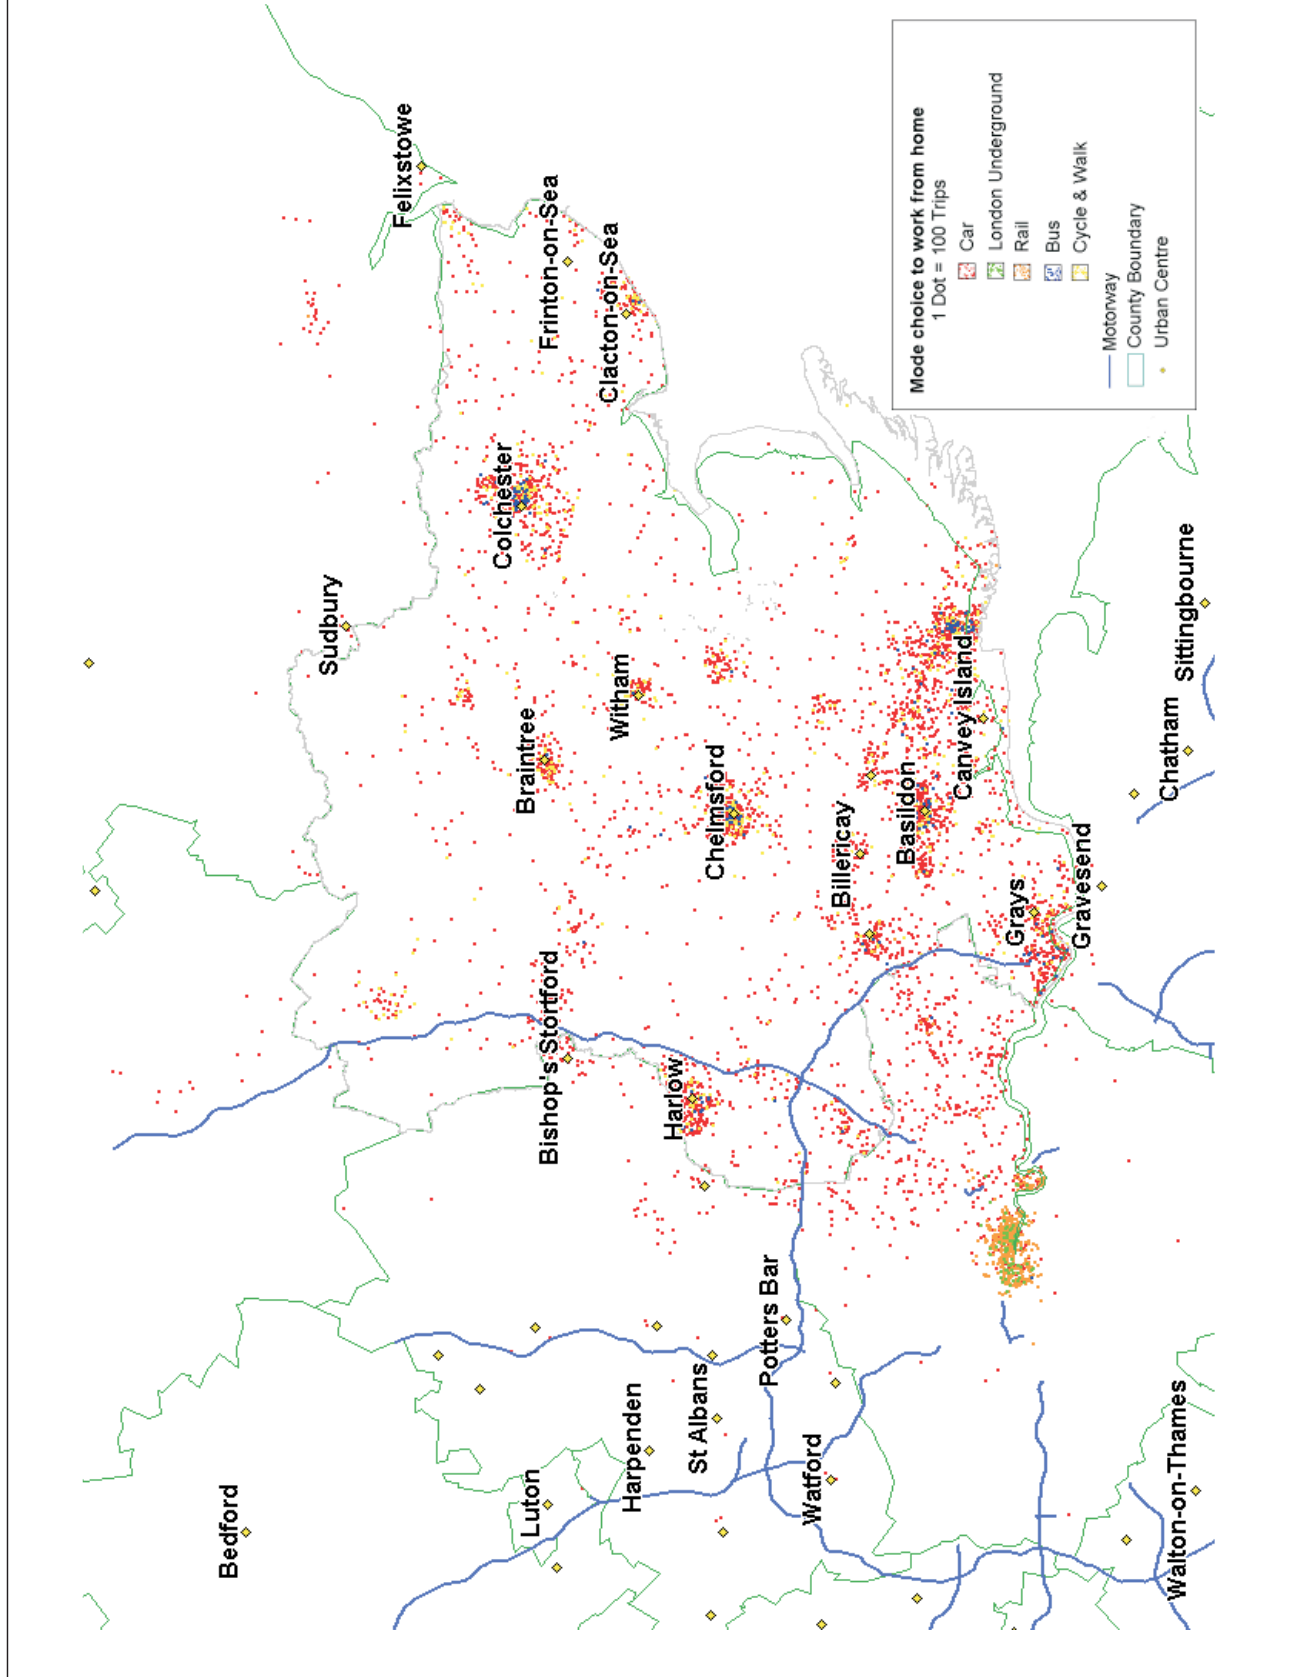 Felixstowe
Frinton-on-Sea
Clacton-on-Sea
Colchester
Sudbury
Witham
Braintree
Chelmsford
Canvey Island
Basildon
Billericay
Grays
Gravesend
Sittingbourne
Chatham
Bishop's Stortford
Harlow
Potters Bar
St Albans
Harpenden
Luton
Watford
Bedford
Walton-on-Thames
Mode choice to work from home
1 Dot = 100 Trips
Car
London Underground
Rail
Bus
Cycle & Walk
Motorway
County Boundary
Urban Centre